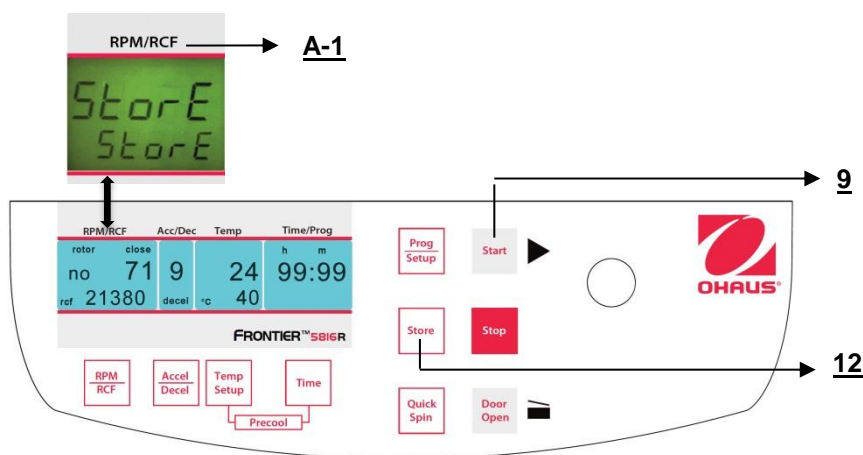 RPM/RCF
A-1
StorE
StorE
9
RPM/RCF Acc/Dec Temp Time/Prog
rotor close h m
no 71 9 24 99:99
rcf 21380 decel °C 40
FRONTIER™5816R
RPM
RCF
Accel
Decel
Temp
Setup
Time
Precool
Prog
Setup
Start
Store
Stop
12
Quick
Spin
Door
Open
OHAUS®